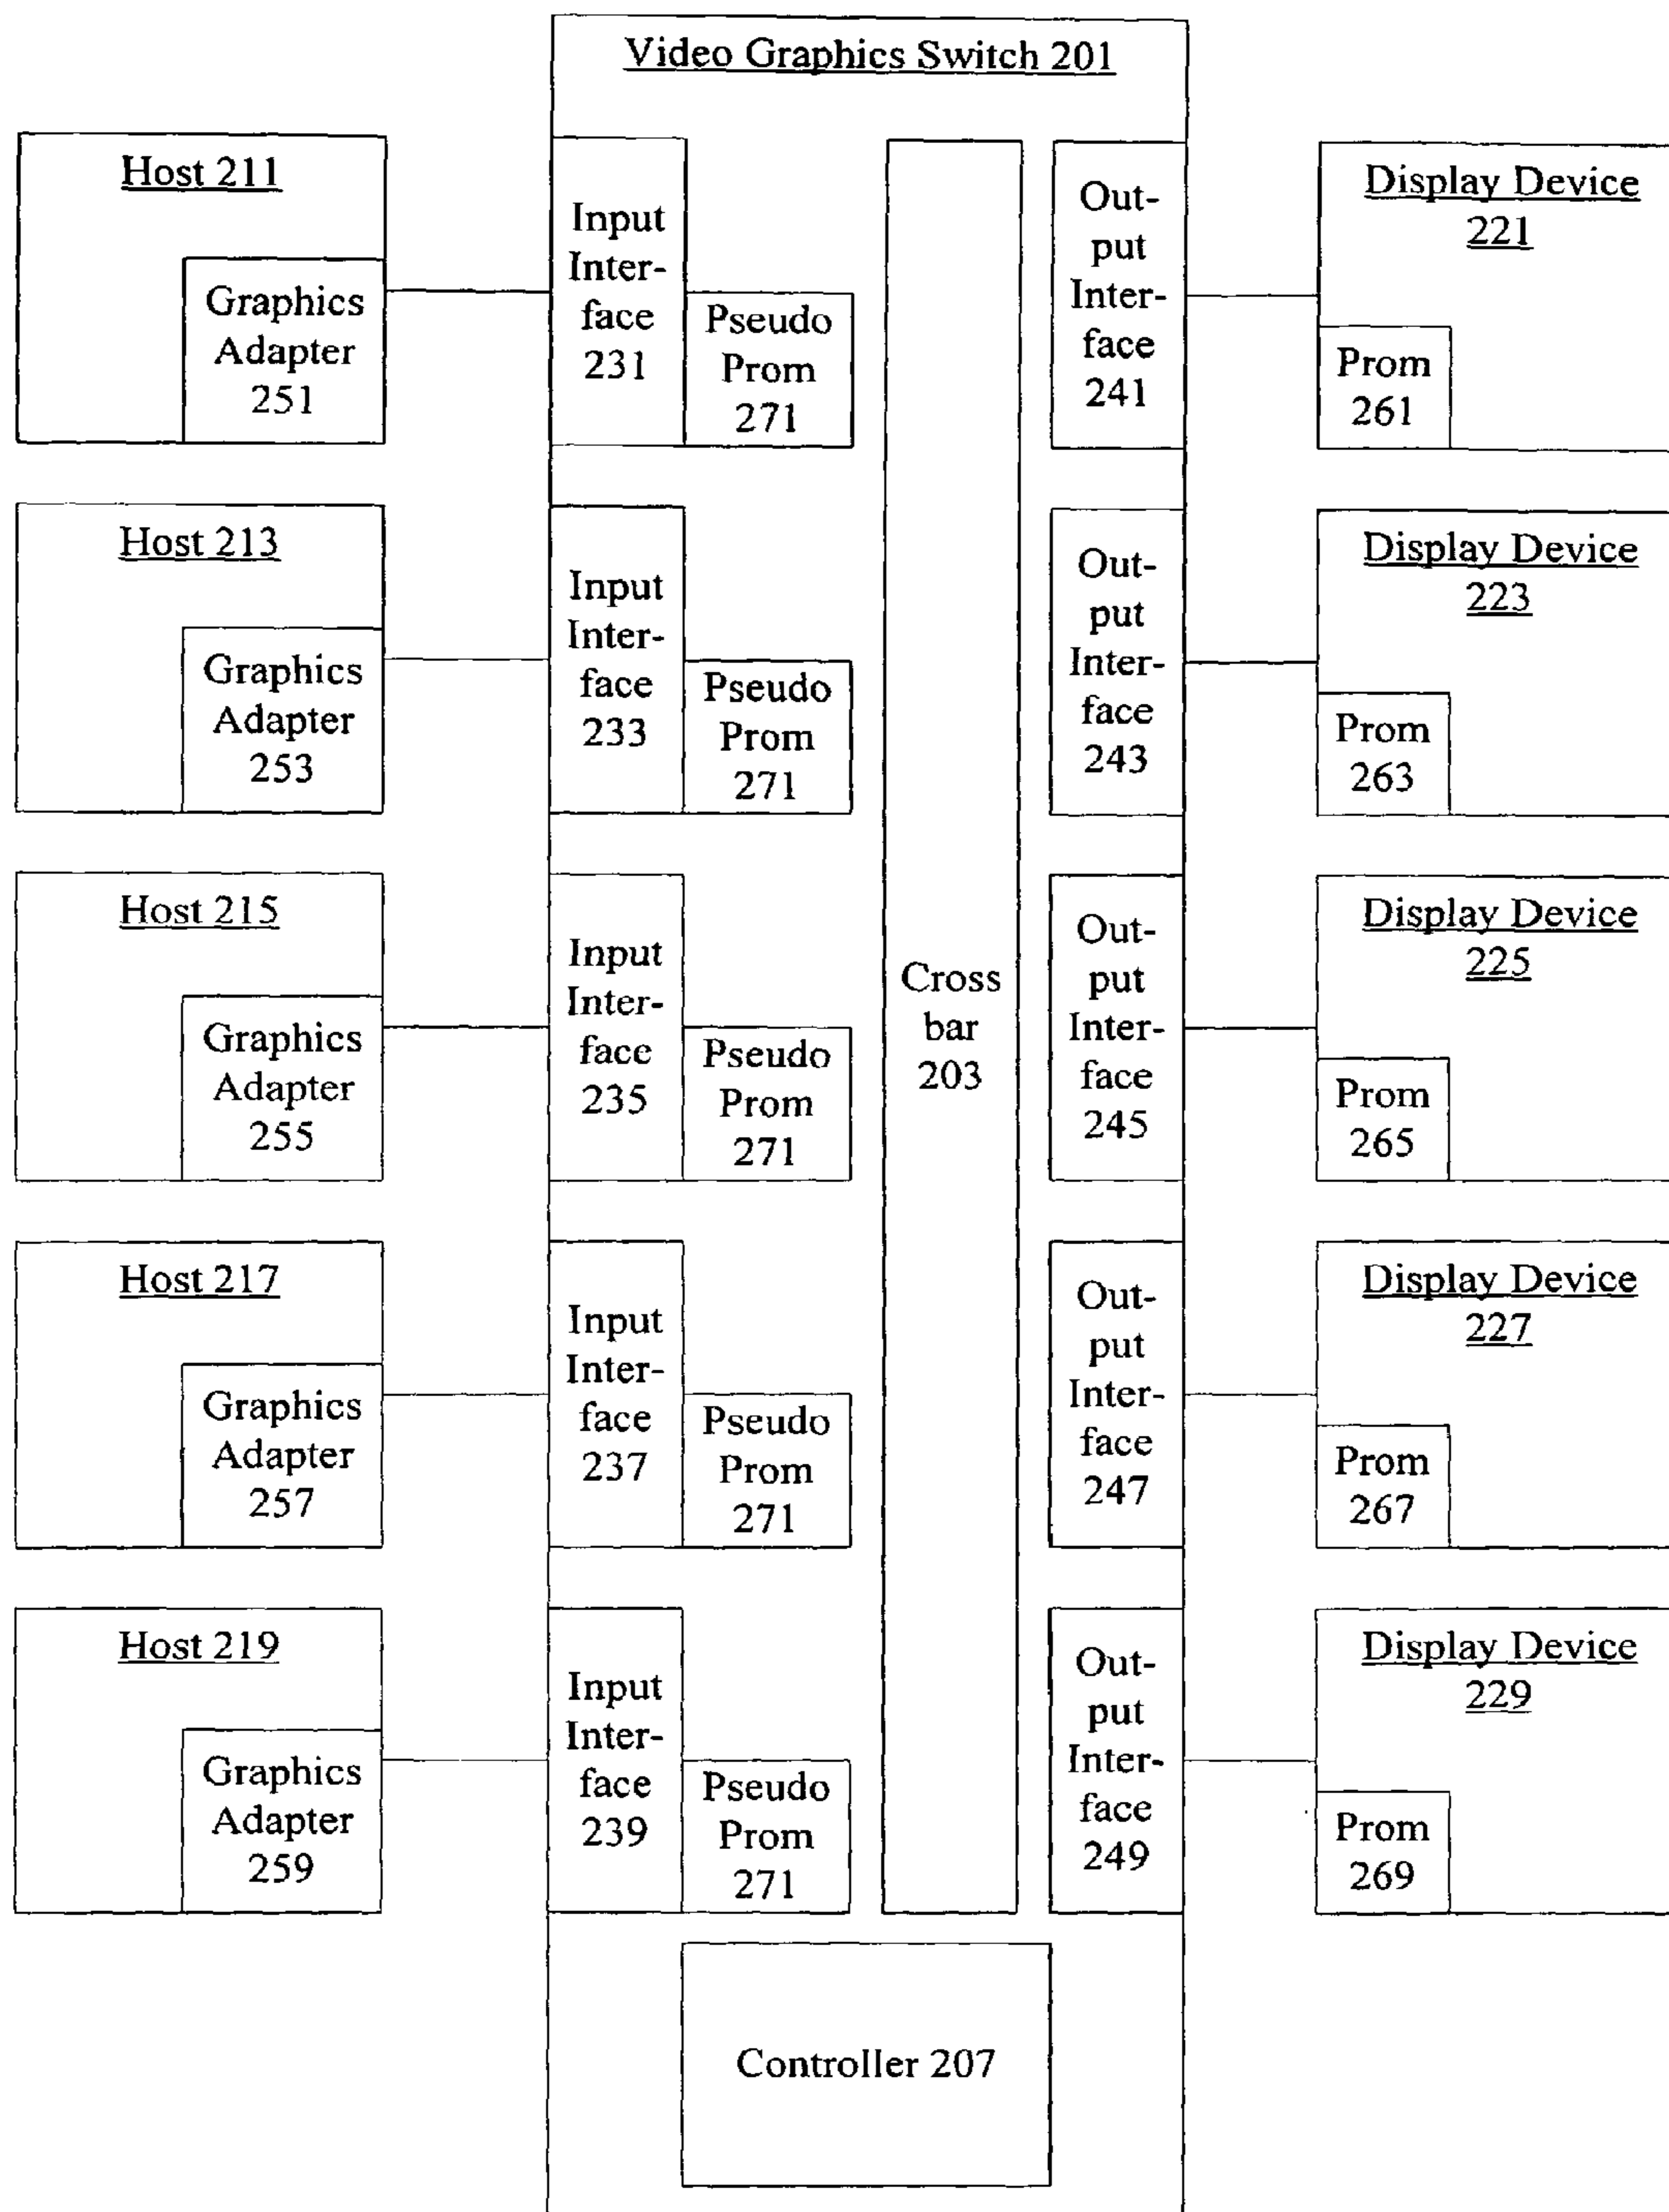 Video Graphics Switch 201
Host 211
Graphics
Adapter
251
Input
Inter-
face
231
Pseudo
Prom
271
Out-
put
Inter-
face
241
Display Device
221
Prom
261
Host 213
Graphics
Adapter
253
Input
Inter-
face
233
Pseudo
Prom
271
Out-
put
Inter-
face
243
Display Device
223
Prom
263
Host 215
Graphics
Adapter
255
Input
Inter-
face
235
Pseudo
Prom
271
Cross
bar
203
Out-
put
Inter-
face
245
Display Device
225
Prom
265
Host 217
Graphics
Adapter
257
Input
Inter-
face
237
Pseudo
Prom
271
Out-
put
Inter-
face
247
Display Device
227
Prom
267
Host 219
Graphics
Adapter
259
Input
Inter-
face
239
Pseudo
Prom
271
Out-
put
Inter-
face
249
Display Device
229
Prom
269
Controller 207